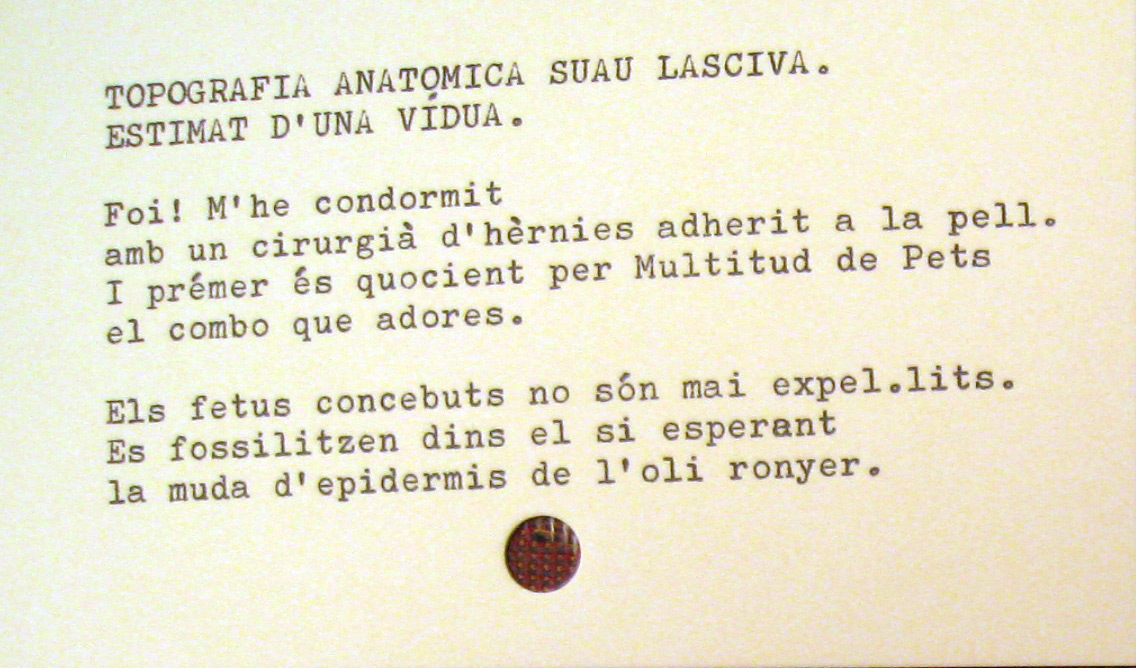 TOPOGRAFIA ANATOMICA SUAU LASCIVA.
ESTIMAT D'UNA VÍDUA.
Foi! M'he condormit
amb un cirurgià d'hèrnies adherit a la pell.
I prémer és quocient per Multitud de Pets
el combo que adores.
Els fetus concebuts no són mai expel.lits.
Es fossilitzen dins el si esperant
la muda d'epidermis de l'oli ronyer.